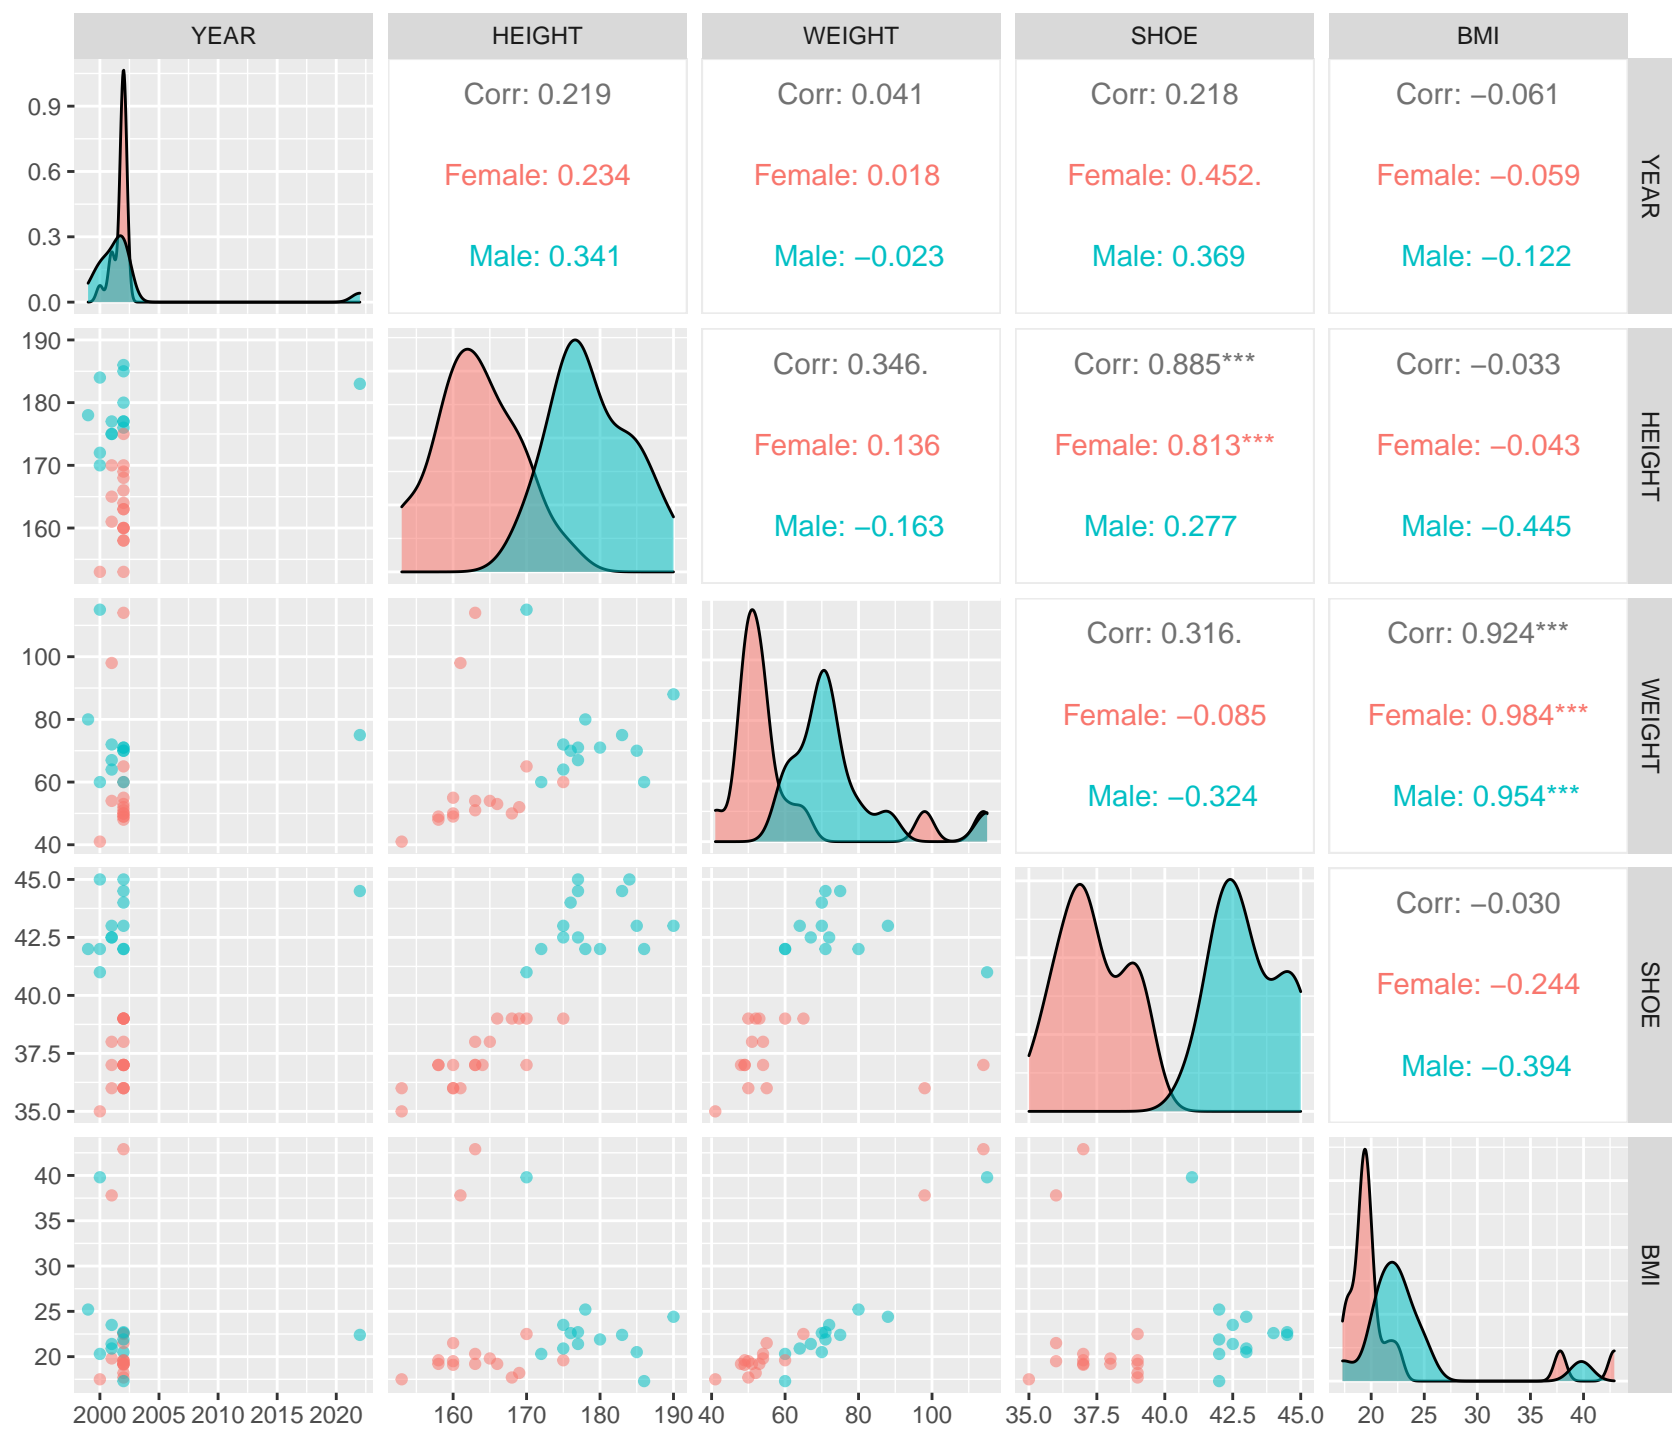 YEAR HEIGHT WEIGHT SHOE BMI
Corr: 0.219 Corr: 0.041 Corr: 0.218 Corr: −0.061
Female: 0.234 Female: 0.018 Female: 0.452. Female: −0.059
Male: 0.341 Male: −0.023 Male: 0.369 Male: −0.122
YEAR
0.9
0.6
0.3
0.0
Corr: 0.346. Corr: 0.885*** Corr: −0.033
Female: 0.136 Female: 0.813*** Female: −0.043
Male: −0.163 Male: 0.277 Male: −0.445
HEIGHT
190
180
170
160
Corr: 0.316. Corr: 0.924***
Female: −0.085 Female: 0.984***
Male: −0.324 Male: 0.954***
WEIGHT
100
80
60
40
Corr: −0.030
Female: −0.244
Male: −0.394
SHOE
45.0
42.5
40.0
37.5
35.0
BMI
40
35
30
25
20
2000 2005 2010 2015 2020 160 170 180 190 40 60 80 100 35.0 37.5 40.0 42.5 45.0 20 25 30 35 40